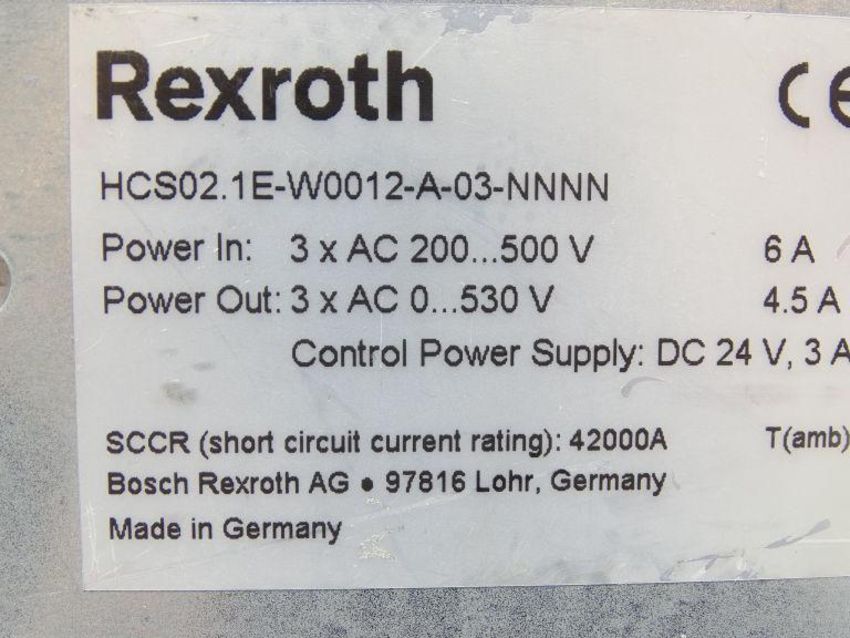 Rexroth CE
HCS02.1E-W0012-A-03-NNNN
Power In: 3 x AC 200...500 V 6 A
Power Out: 3 x AC 0...530 V 4.5 A
Control Power Supply: DC 24 V, 3 A
SCCR (short circuit current rating): 42000A T(amb)
Bosch Rexroth AG • 97816 Lohr, Germany
Made in Germany